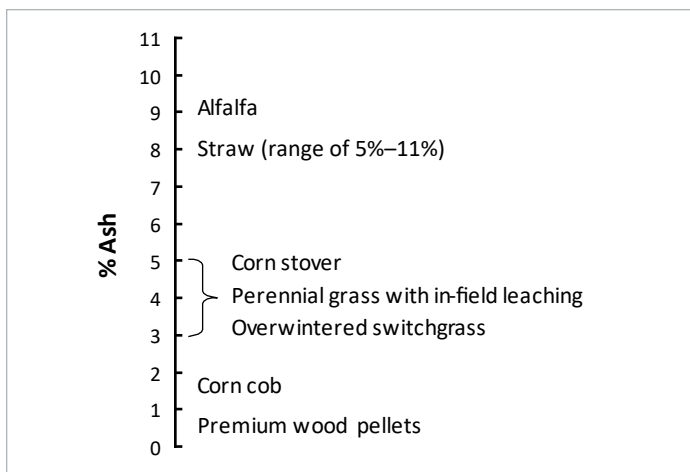 11
10
9 Alfalfa
8 Straw (range of 5%–11%)
7
6
% Ash
5 Corn stover
4 Perennial grass with in-field leaching
3 Overwintered switchgrass
2
Corn cob
1
Premium wood pellets
0